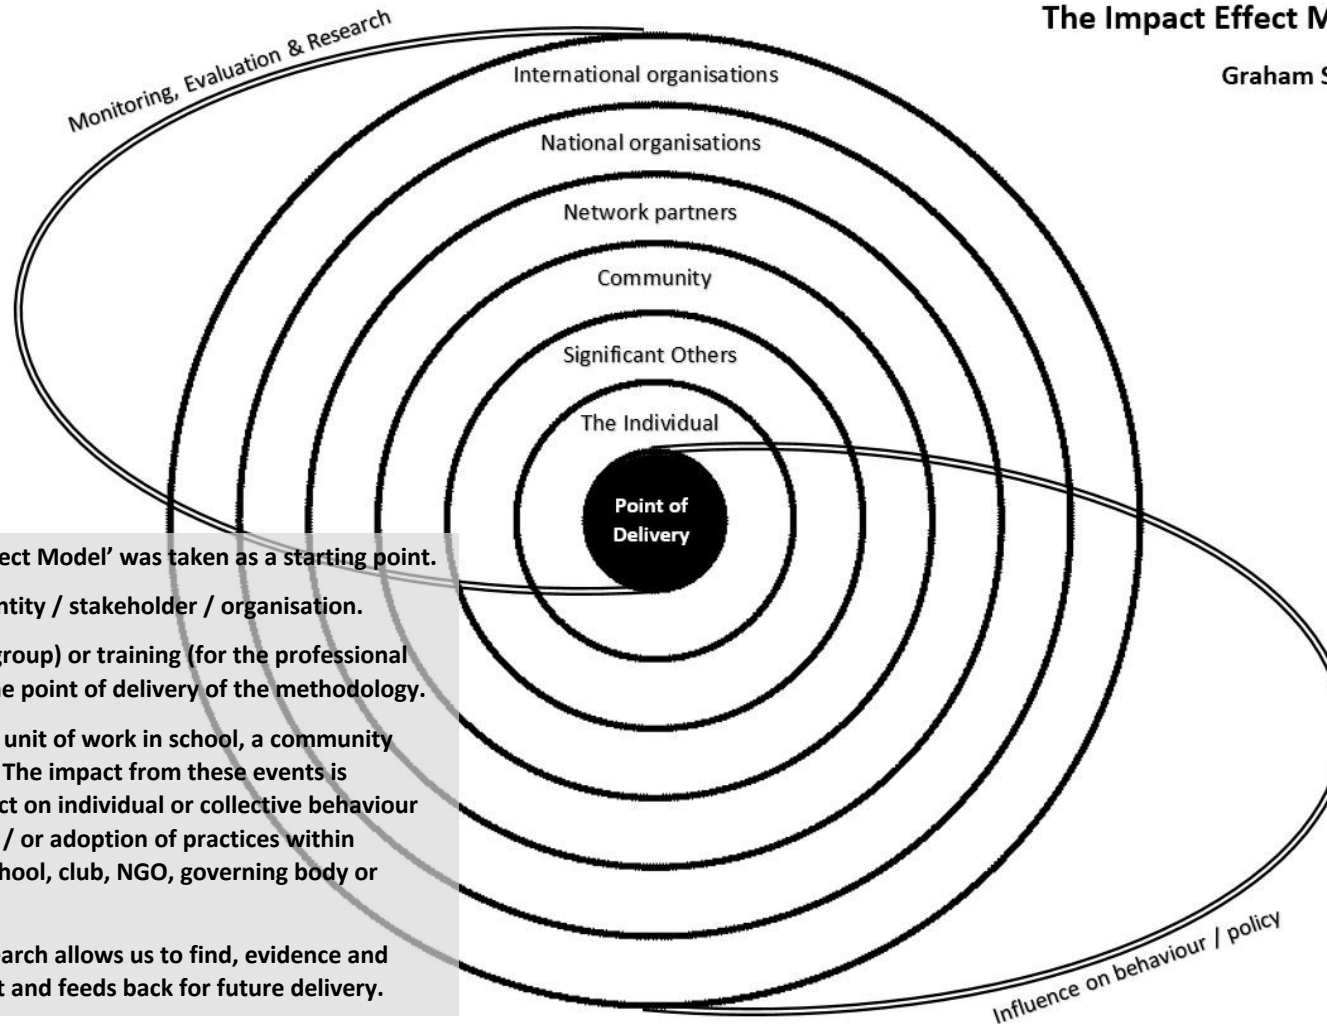 The Impact Effect M
Graham S
Monitoring, Evaluation & Research
International organisations
National organisations
Network partners
Community
Significant Others
The Individual
Point of
Delivery
ect Model’ was taken as a starting point.
ntity / stakeholder / organisation.
group) or training (for the professional
ne point of delivery of the methodology.
unit of work in school, a community
The impact from these events is
ct on individual or collective behaviour
/ or adoption of practices within
hool, club, NGO, governing body or
earch allows us to find, evidence and
t and feeds back for future delivery.
Influence on behaviour / policy